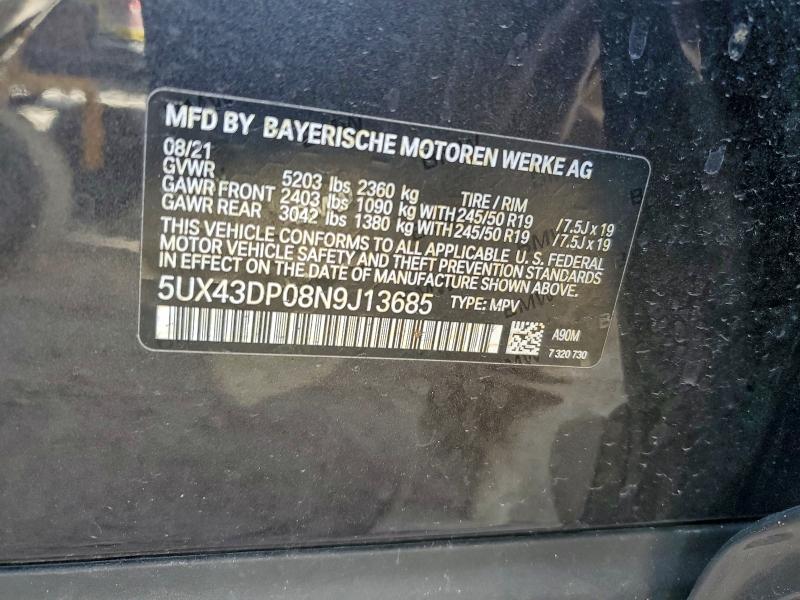 MFD BY BAYERISCHE MOTOREN WERKE AG
08/21
GVWR 5203 lbs 2360 kg TIRE / RIM
GAWR FRONT 2403 lbs 1090 kg WITH 245/50 R19 /7.5J x 19
GAWR REAR 3042 lbs 1380 kg WITH 245/50 R19 /7.5J x 19
THIS VEHICLE CONFORMS TO ALL APPLICABLE U. S. FEDERAL
MOTOR VEHICLE SAFETY AND THEFT PREVENTION STANDARDS
IN EFFECT ON THE DATE OF MANUFACTURE SHOWN ABOVE.
5UX43DP08N9J13685 TYPE: MPV
A90M
7 320 730